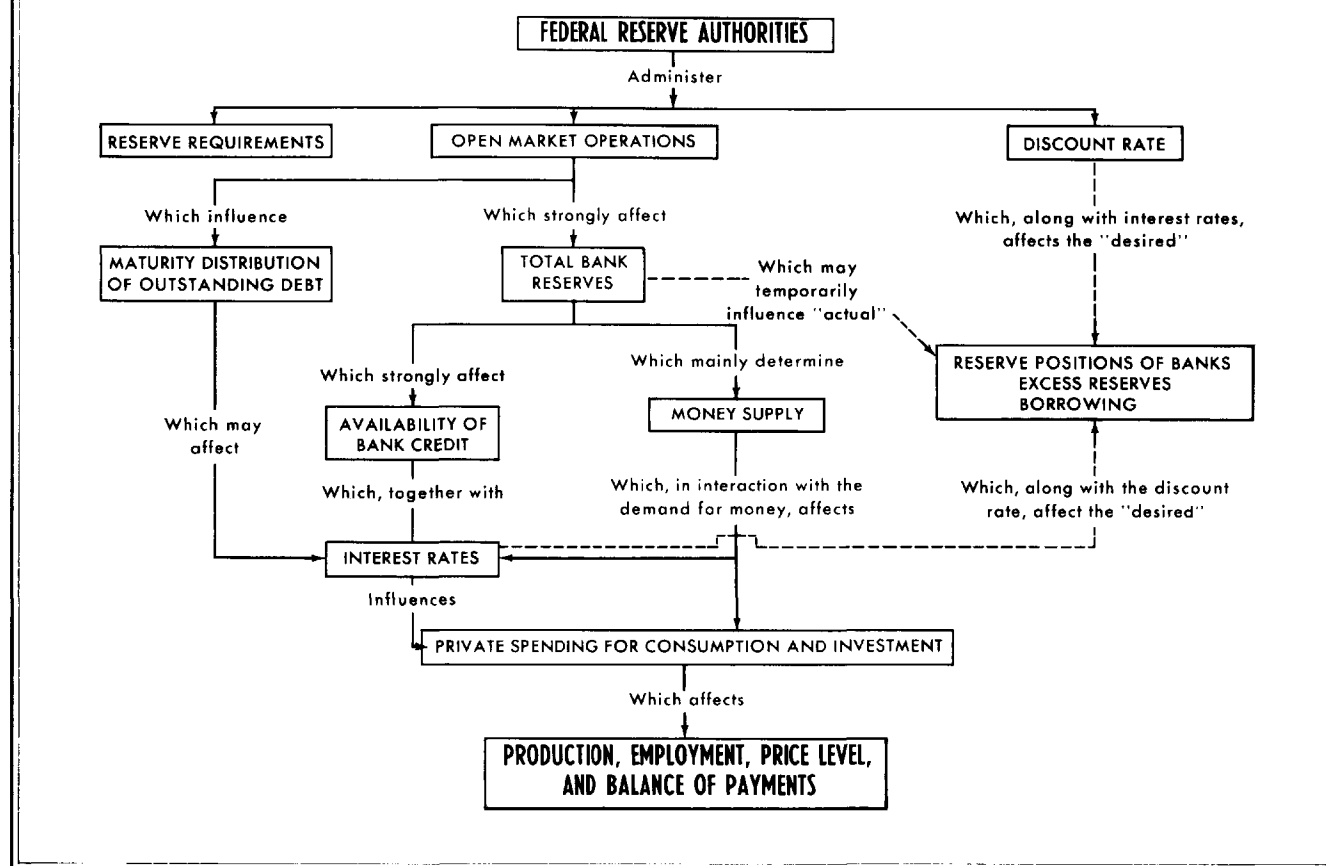 FEDERAL RESERVE AUTHORITIES
Administer
RESERVE REQUIREMENTS
OPEN MARKET OPERATIONS
DISCOUNT RATE
Which influence
Which strongly affect
Which, along with interest rates,
affects the "desired"
MATURITY DISTRIBUTION
OF OUTSTANDING DEBT
TOTAL BANK
RESERVES
Which may
temporarily
influence "actual"
RESERVE POSITIONS OF BANKS
EXCESS RESERVES
BORROWING
Which strongly affect
Which mainly determine
AVAILABILITY OF
BANK CREDIT
MONEY SUPPLY
Which may
affect
Which, together with
Which, in interaction with the
demand for money, affects
Which, along with the discount
rate, affect the "desired"
INTEREST RATES
Influences
PRIVATE SPENDING FOR CONSUMPTION AND INVESTMENT
Which affects
PRODUCTION, EMPLOYMENT, PRICE LEVEL,
AND BALANCE OF PAYMENTS